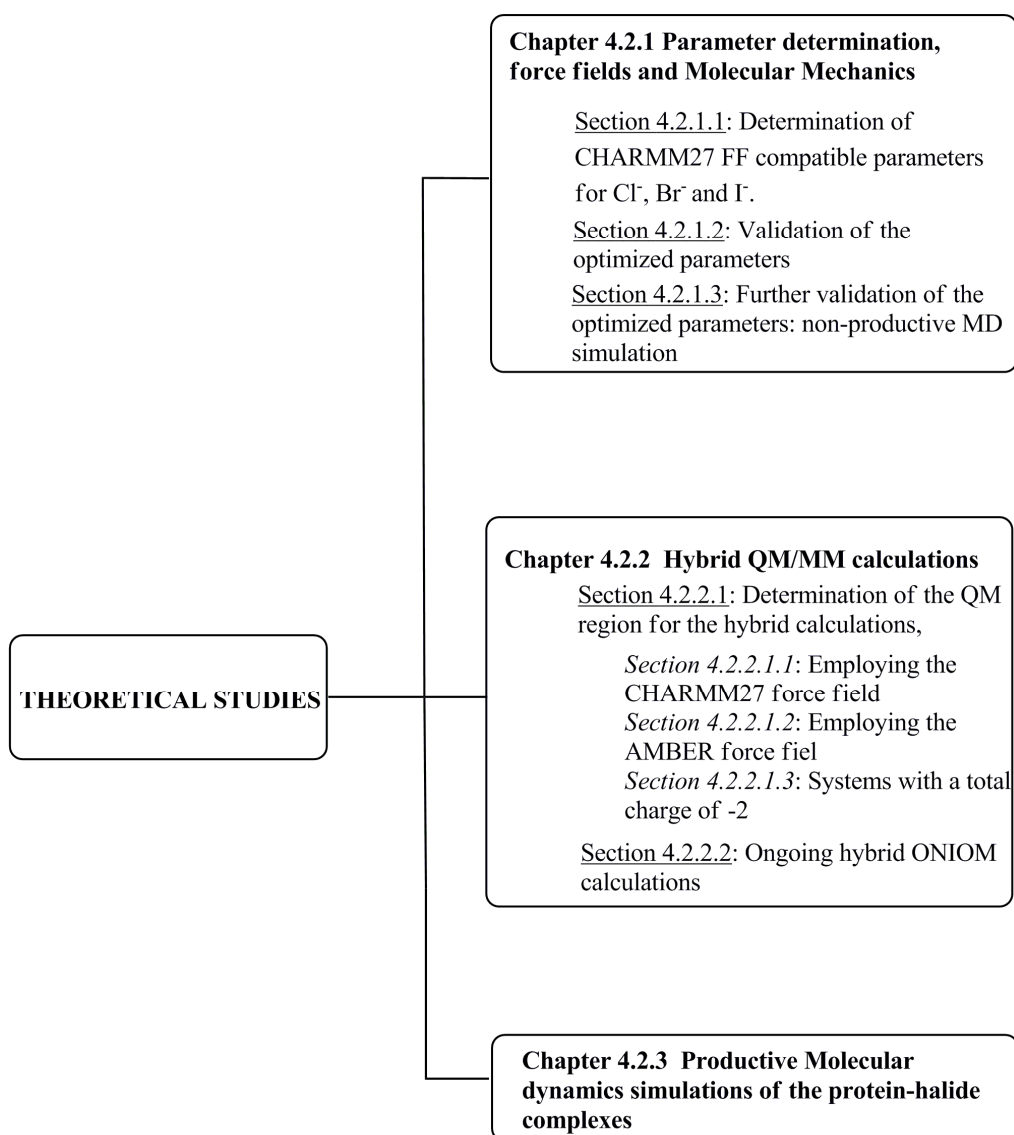 Chapter 4.2.1 Parameter determination,
force fields and Molecular Mechanics
Section 4.2.1.1: Determination of
CHARMM27 FF compatible parameters
for Cl⁻, Br⁻ and I⁻.
Section 4.2.1.2: Validation of the
optimized parameters
Section 4.2.1.3: Further validation of the
optimized parameters: non-productive MD
simulation
THEORETICAL STUDIES
Chapter 4.2.2 Hybrid QM/MM calculations
Section 4.2.2.1: Determination of the QM
region for the hybrid calculations,
Section 4.2.2.1.1: Employing the
CHARMM27 force field
Section 4.2.2.1.2: Employing the
AMBER force fiel
Section 4.2.2.1.3: Systems with a total
charge of -2
Section 4.2.2.2: Ongoing hybrid ONIOM
calculations
Chapter 4.2.3 Productive Molecular
dynamics simulations of the protein-halide
complexes